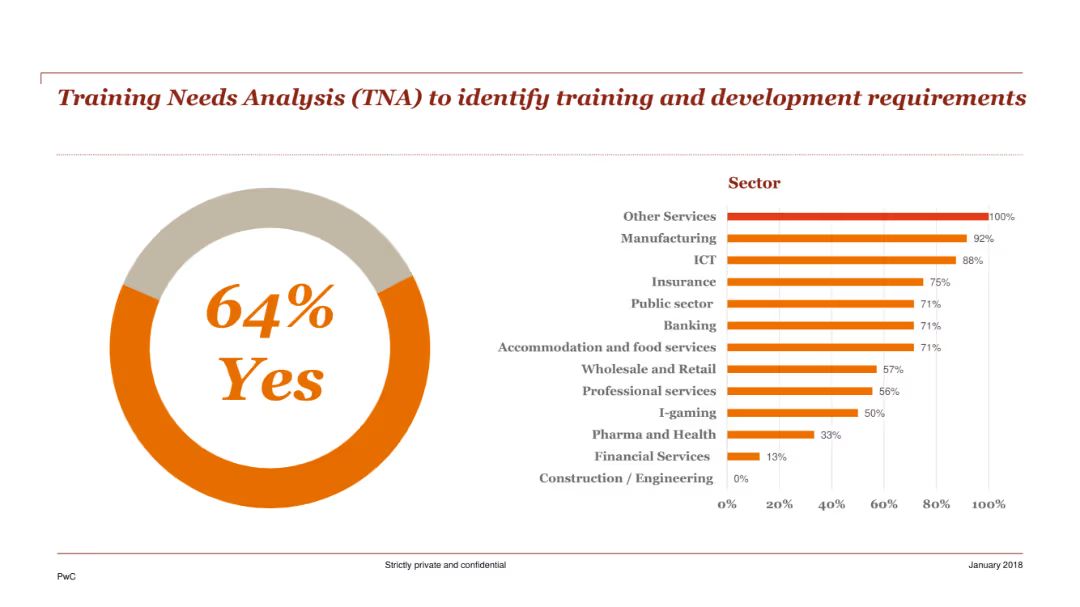 Training Needs Analysis (TNA) to identify training and development requirements
64%
Yes
Sector
Other Services 100%
Manufacturing 92%
ICT 88%
Insurance 75%
Public sector 71%
Banking 71%
Accommodation and food services 71%
Wholesale and Retail 57%
Professional services 56%
I-gaming 50%
Pharma and Health 33%
Financial Services 13%
Construction / Engineering 0%
0% 20% 40% 60% 80% 100%
Strictly private and confidential January 2018
PwC